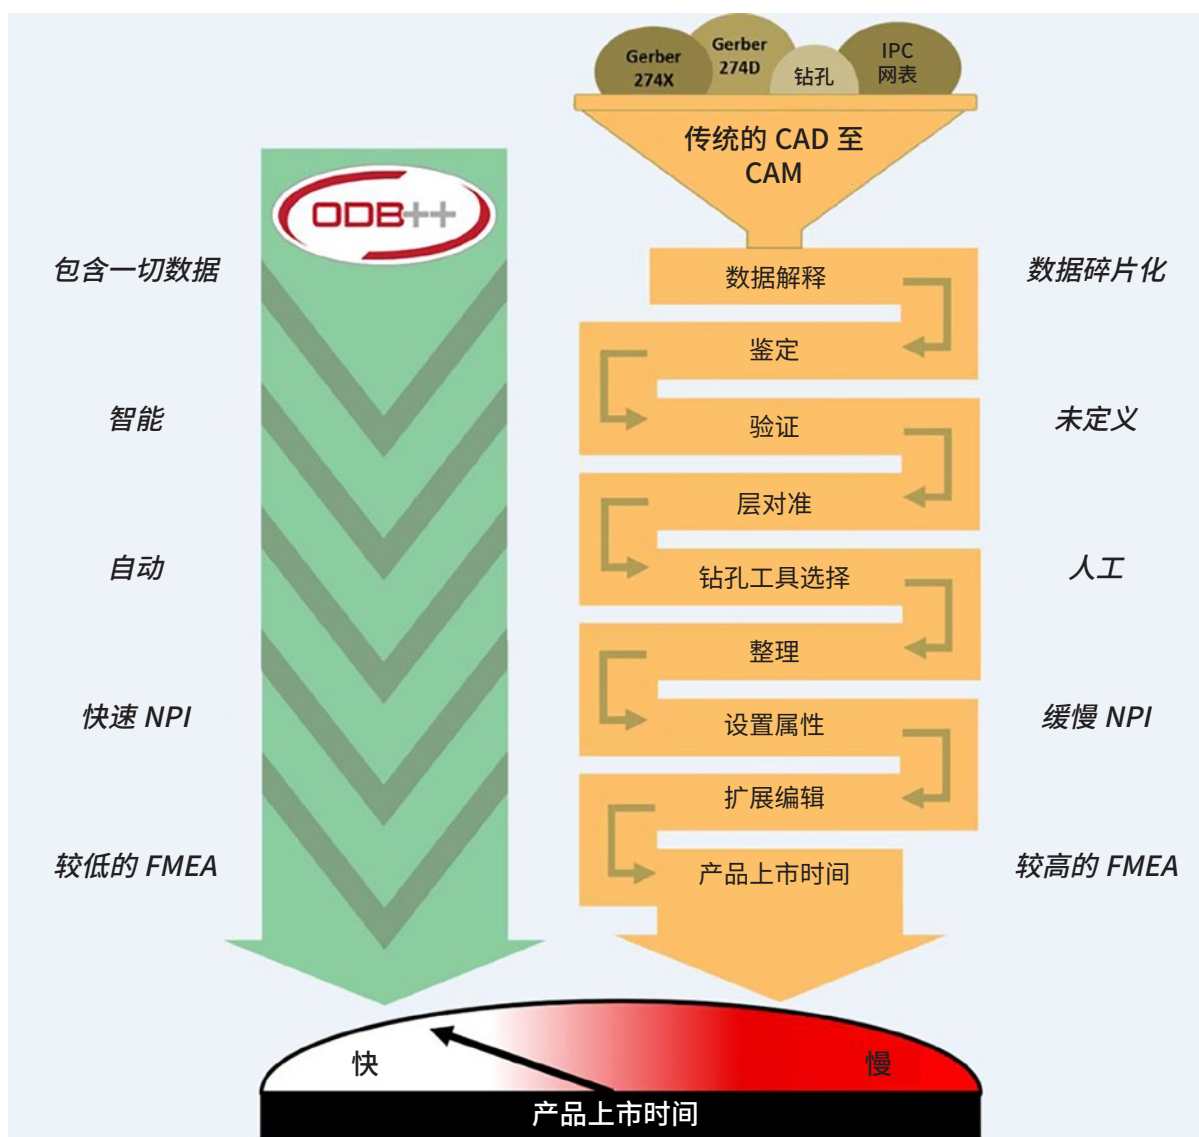 Gerber
274X
Gerber
274D
钻孔
IPC
网表
传统的 CAD 至
CAM
ODB++
包含一切数据
智能
自动
快速 NPI
较低的 FMEA
数据解释
鉴定
验证
层对准
钻孔工具选择
整理
设置属性
扩展编辑
产品上市时间
数据碎片化
未定义
人工
缓慢 NPI
较高的 FMEA
快
慢
产品上市时间